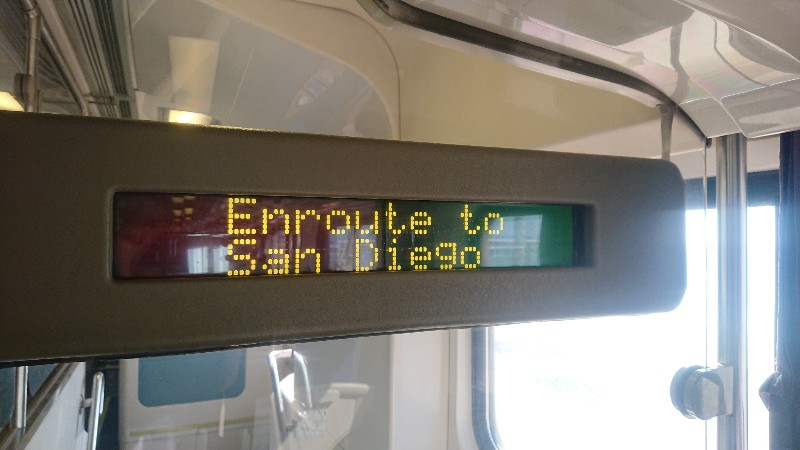 Enroute to
San Diego